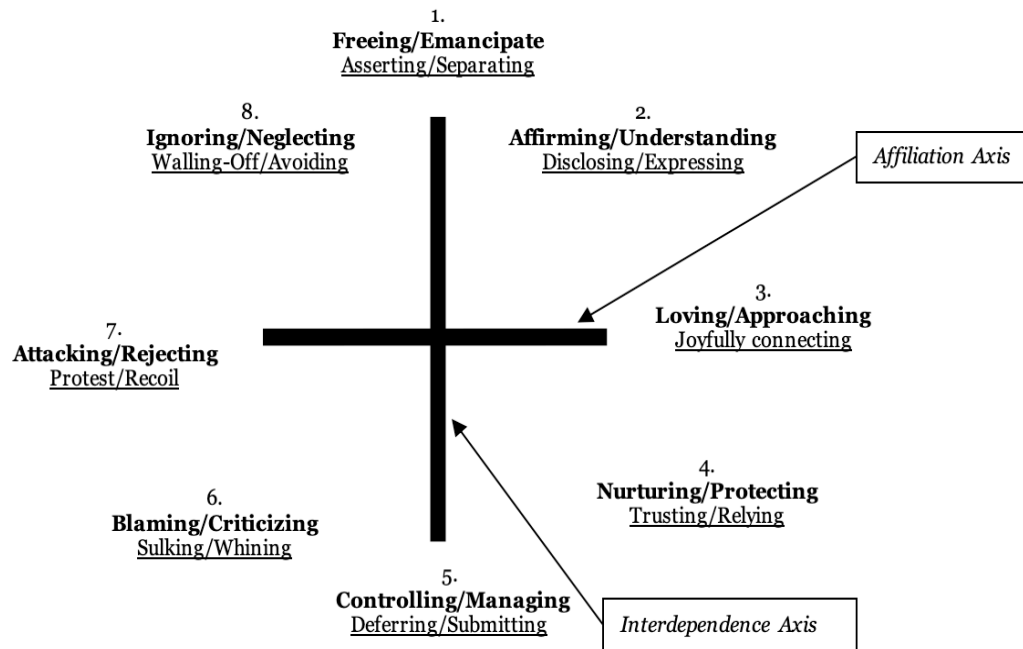 1.
Freeing/Emancipate
Asserting/Separating
8.
Ignoring/Neglecting
Walling-Off/Avoiding
2.
Affirming/Understanding
Disclosing/Expressing
Affiliation Axis
3.
Loving/Approaching
Joyfully connecting
7.
Attacking/Rejecting
Protest/Recoil
4.
Nurturing/Protecting
Trusting/Relying
6.
Blaming/Criticizing
Sulking/Whining
5.
Controlling/Managing
Deferring/Submitting
Interdependence Axis